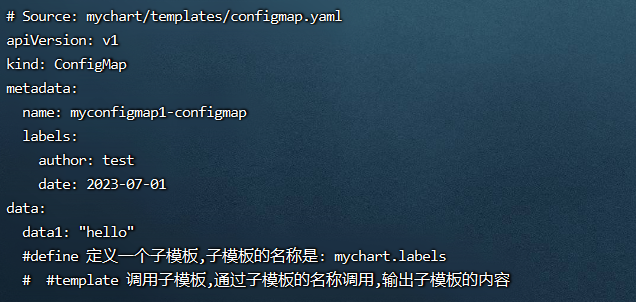 # Source: mychart/templates/configmap.yaml
apiVersion: v1
kind: ConfigMap
metadata:
  name: myconfigmap1-configmap
  labels:
    author: test
    date: 2023-07-01
data:
  data1: "hello"
  #define 定义一个子模板,子模板的名称是: mychart.labels
  #  #template 调用子模板,通过子模板的名称调用,输出子模板的内容